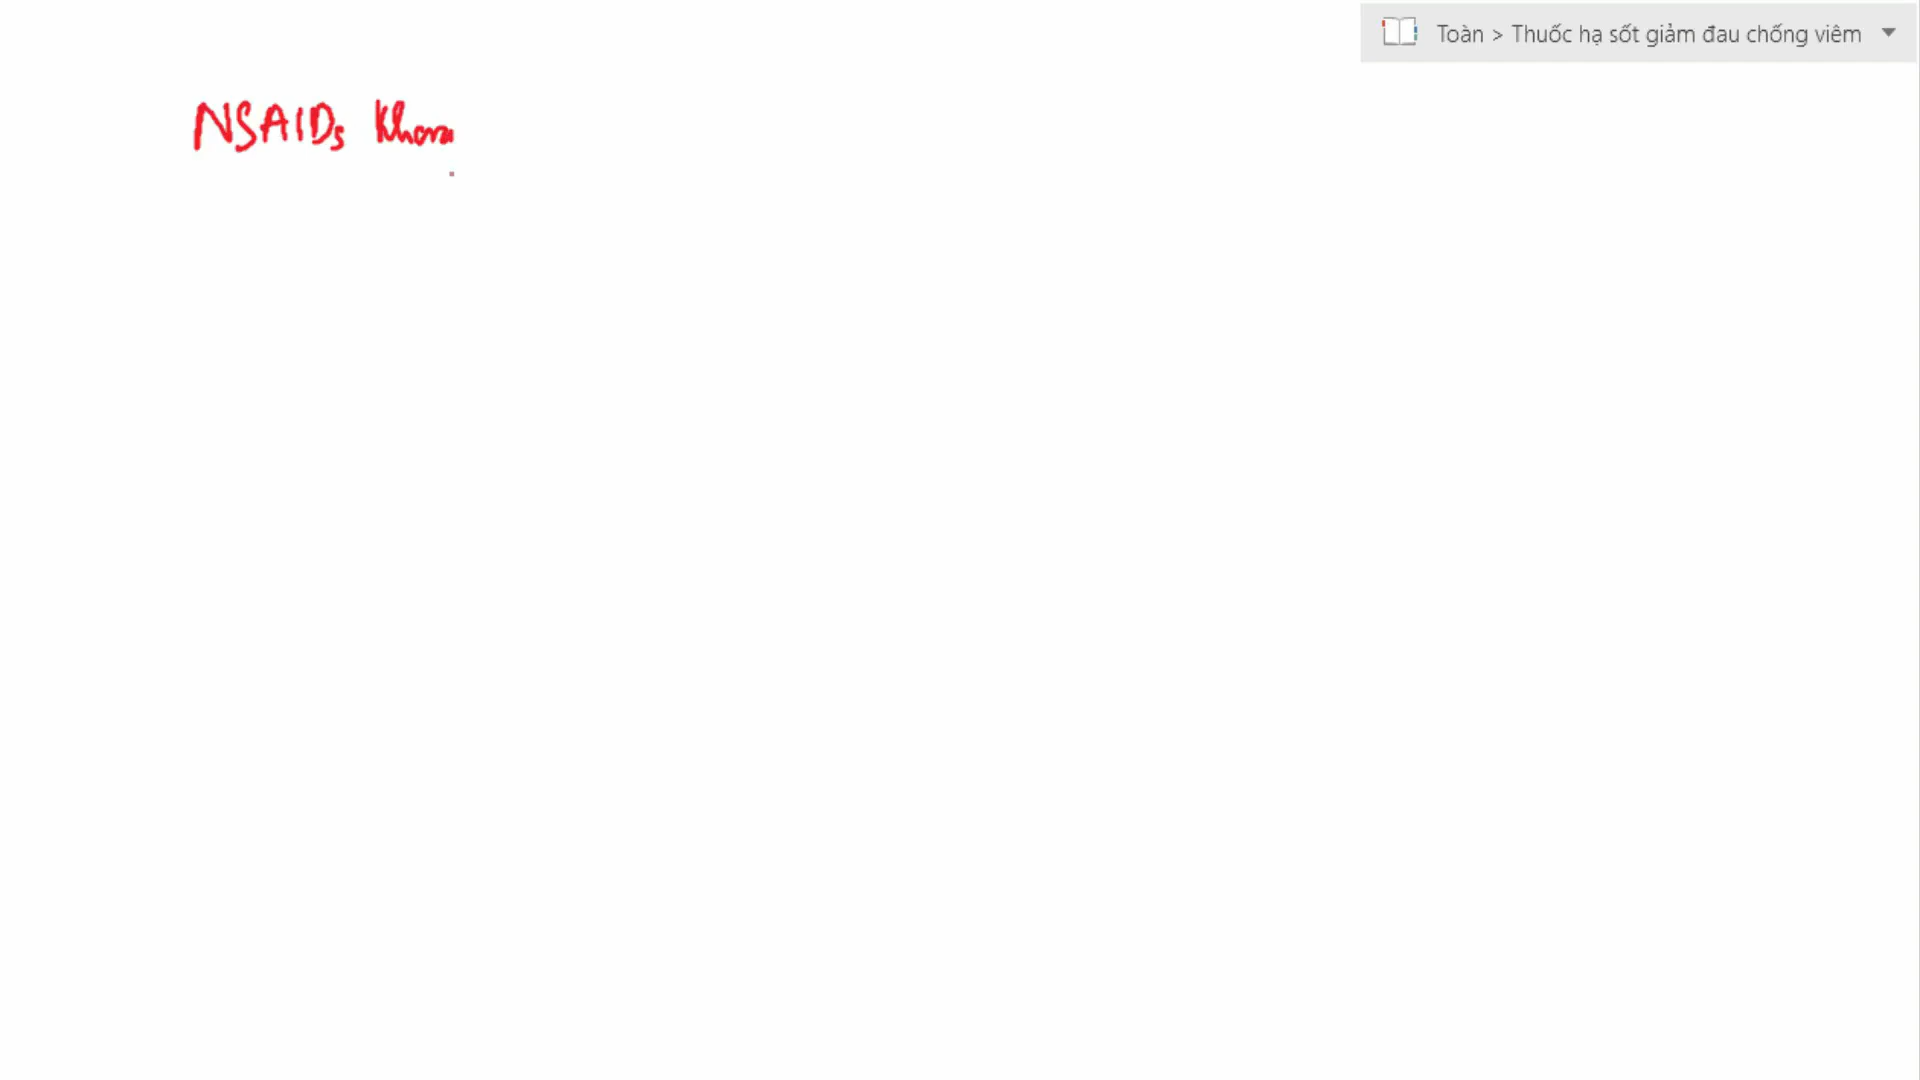 Toàn > Thuốc hạ sốt giảm đau chống viêm
NSAIDs